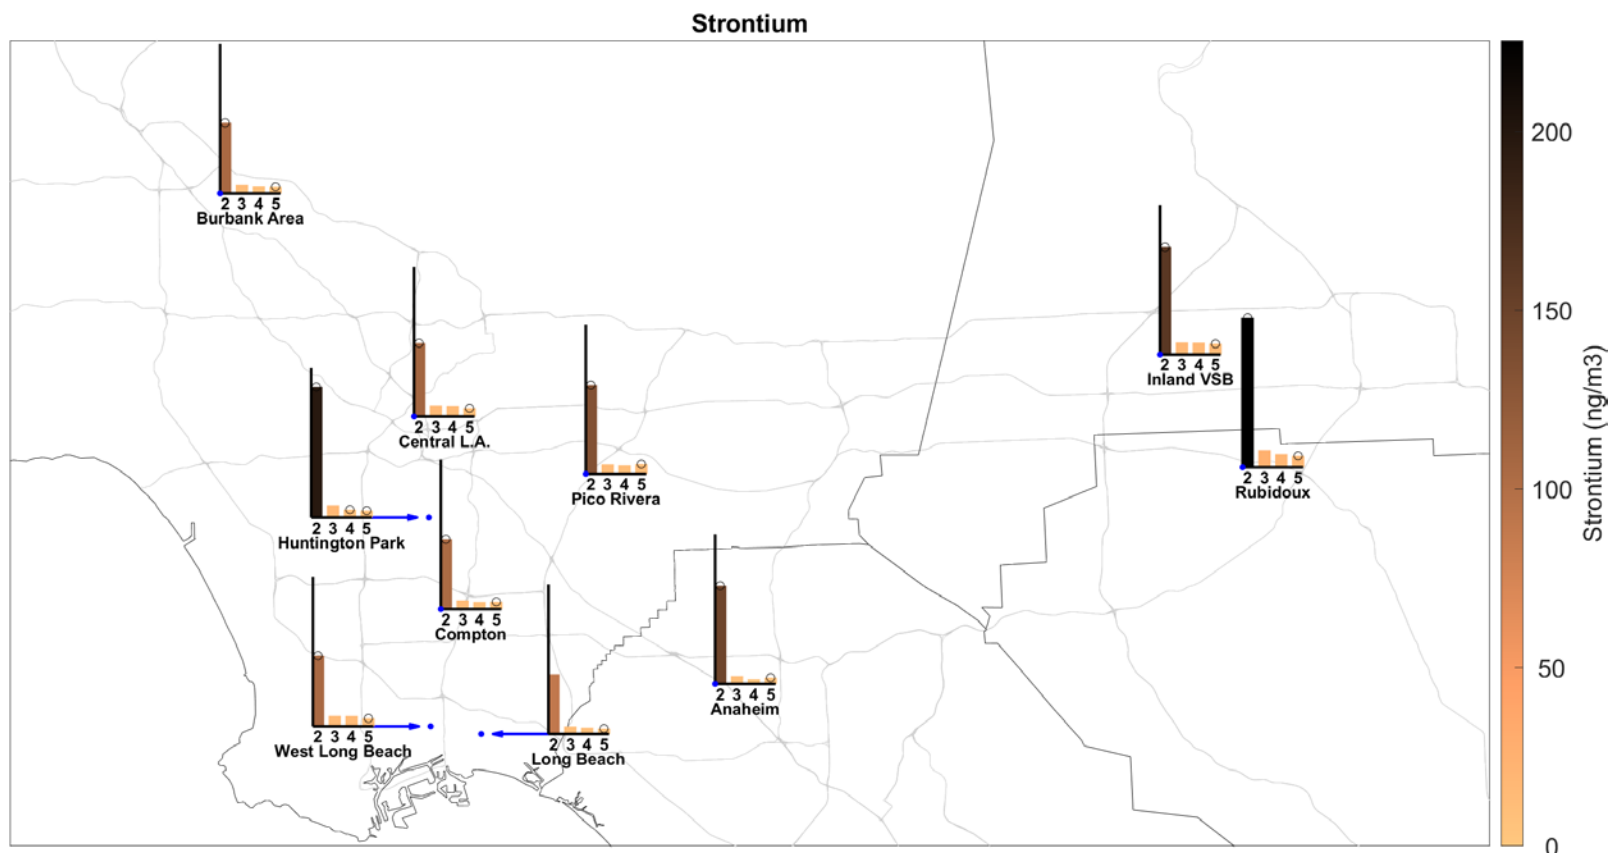 Strontium
2 3 4 5
Burbank Area
2 3 4 5
Central L.A.
2 3 4 5
Pico Rivera
2 3 4 5
Inland VSB
2 3 4 5
Rubidoux
2 3 4 5
Huntington Park
2 3 4 5
Compton
2 3 4 5
West Long Beach
2 3 4 5
Long Beach
2 3 4 5
Anaheim
200
150
100
50
0
Strontium (ng/m3)